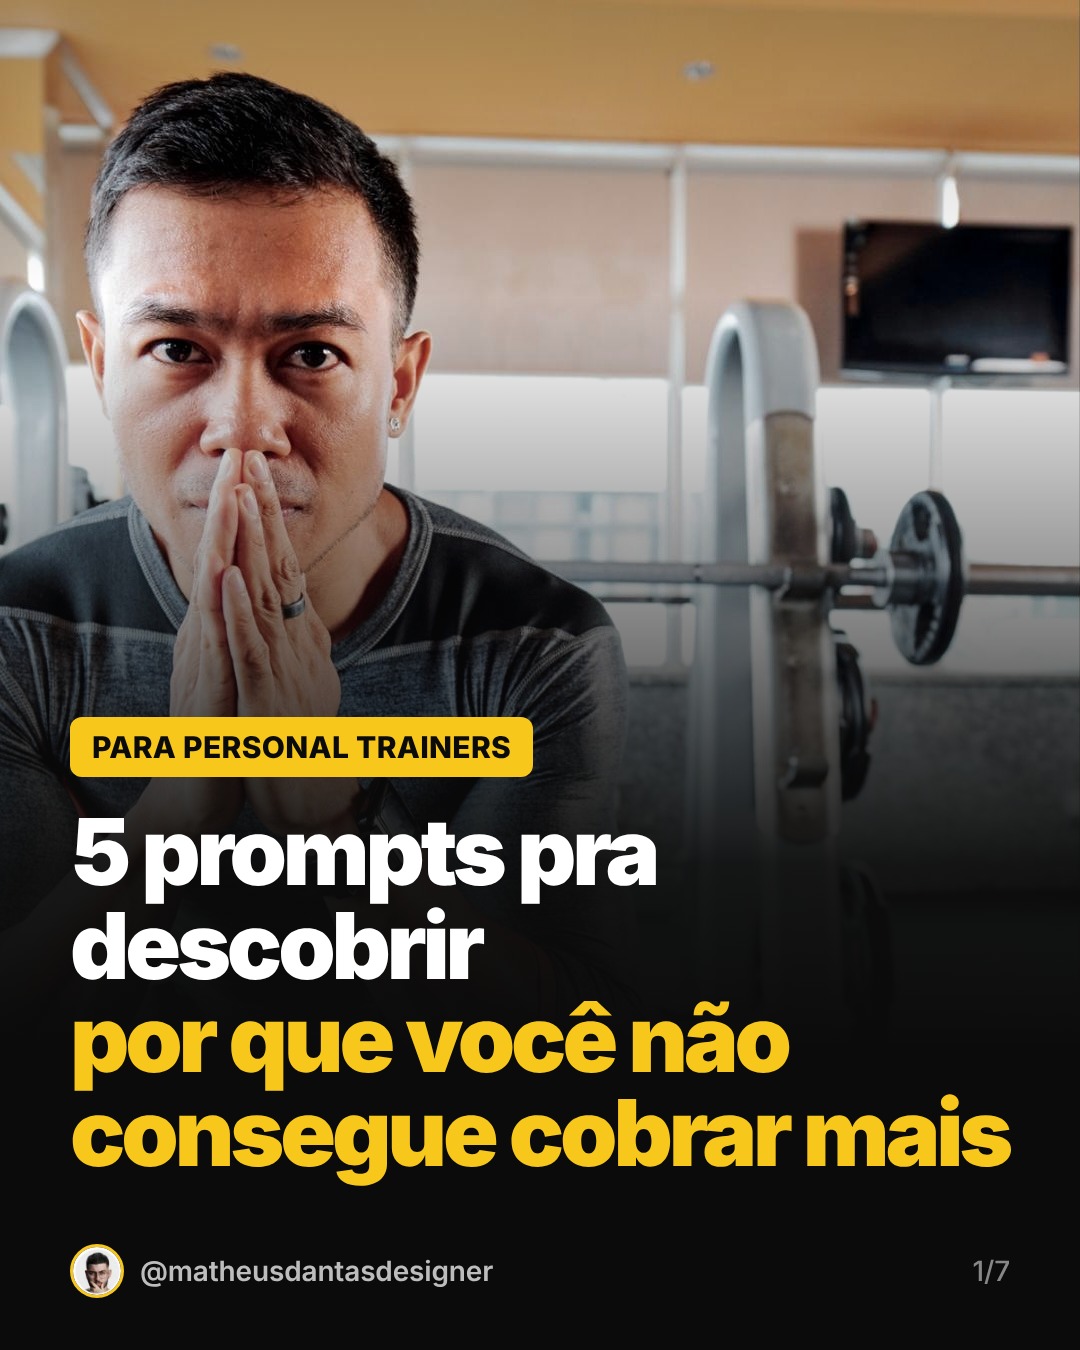 PARA PERSONAL TRAINERS
5 prompts pra
descobrir
por que você não
consegue cobrar mais
@matheusdantasdesigner
1/7